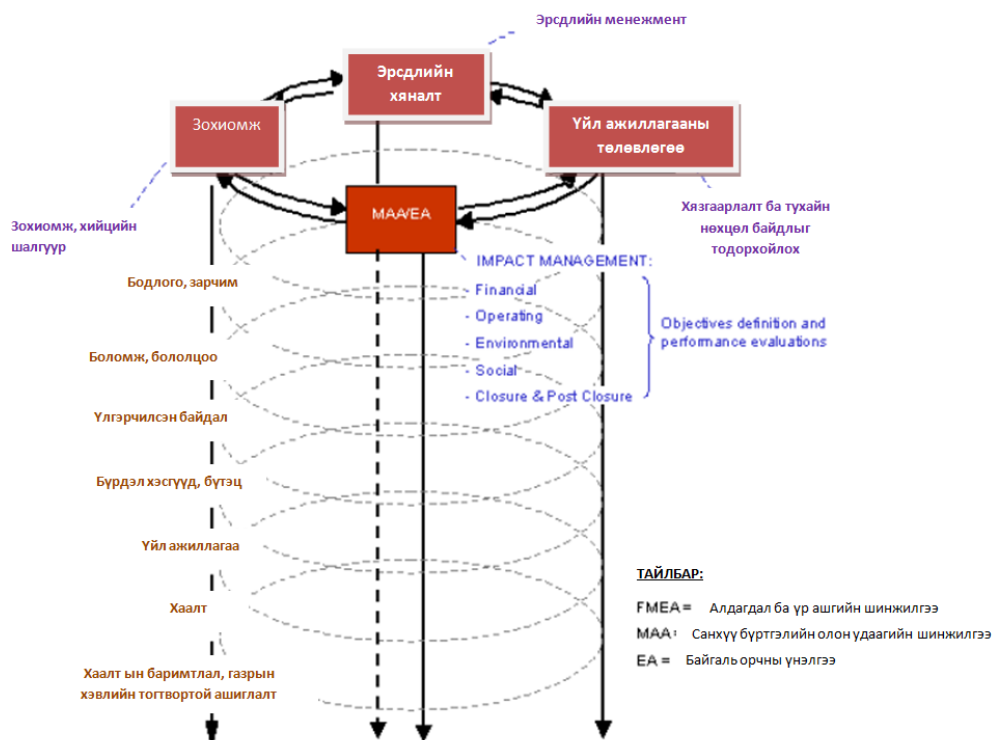 Эрсдлийн менежмент
Эрсдлийн
хяналт
Зохиомж
Үйл ажиллагааны
төлөвлөгөө
МАА/ЕА
Зохиомж, хийцийн
шалгуур
Хязгаарлалт ба тухайн
нөхцөл байдлыг
тодорхойлох
IMPACT MANAGEMENT:
- Financial
- Operating
- Environmental
- Social
- Closure & Post Closure
Objectives definition and
performance evaluations
Бодлого, зарчим
Боломж, бололцоо
Үлгэрчилсэн байдал
Бүрдэл хэсгүүд, бүтэц
Үйл ажиллагаа
Хаалт
Хаалт ын баримтлал, газрын
хэвлийн тогтвортой ашиглалт
ТАЙЛБАР:
FMEA = Алдагдал ба үр ашгийн шинжилгээ
MAA: Санхүү бүртгэлийн олон удаагийн шинжилгээ
EA = Байгаль орчны үнэлгээ